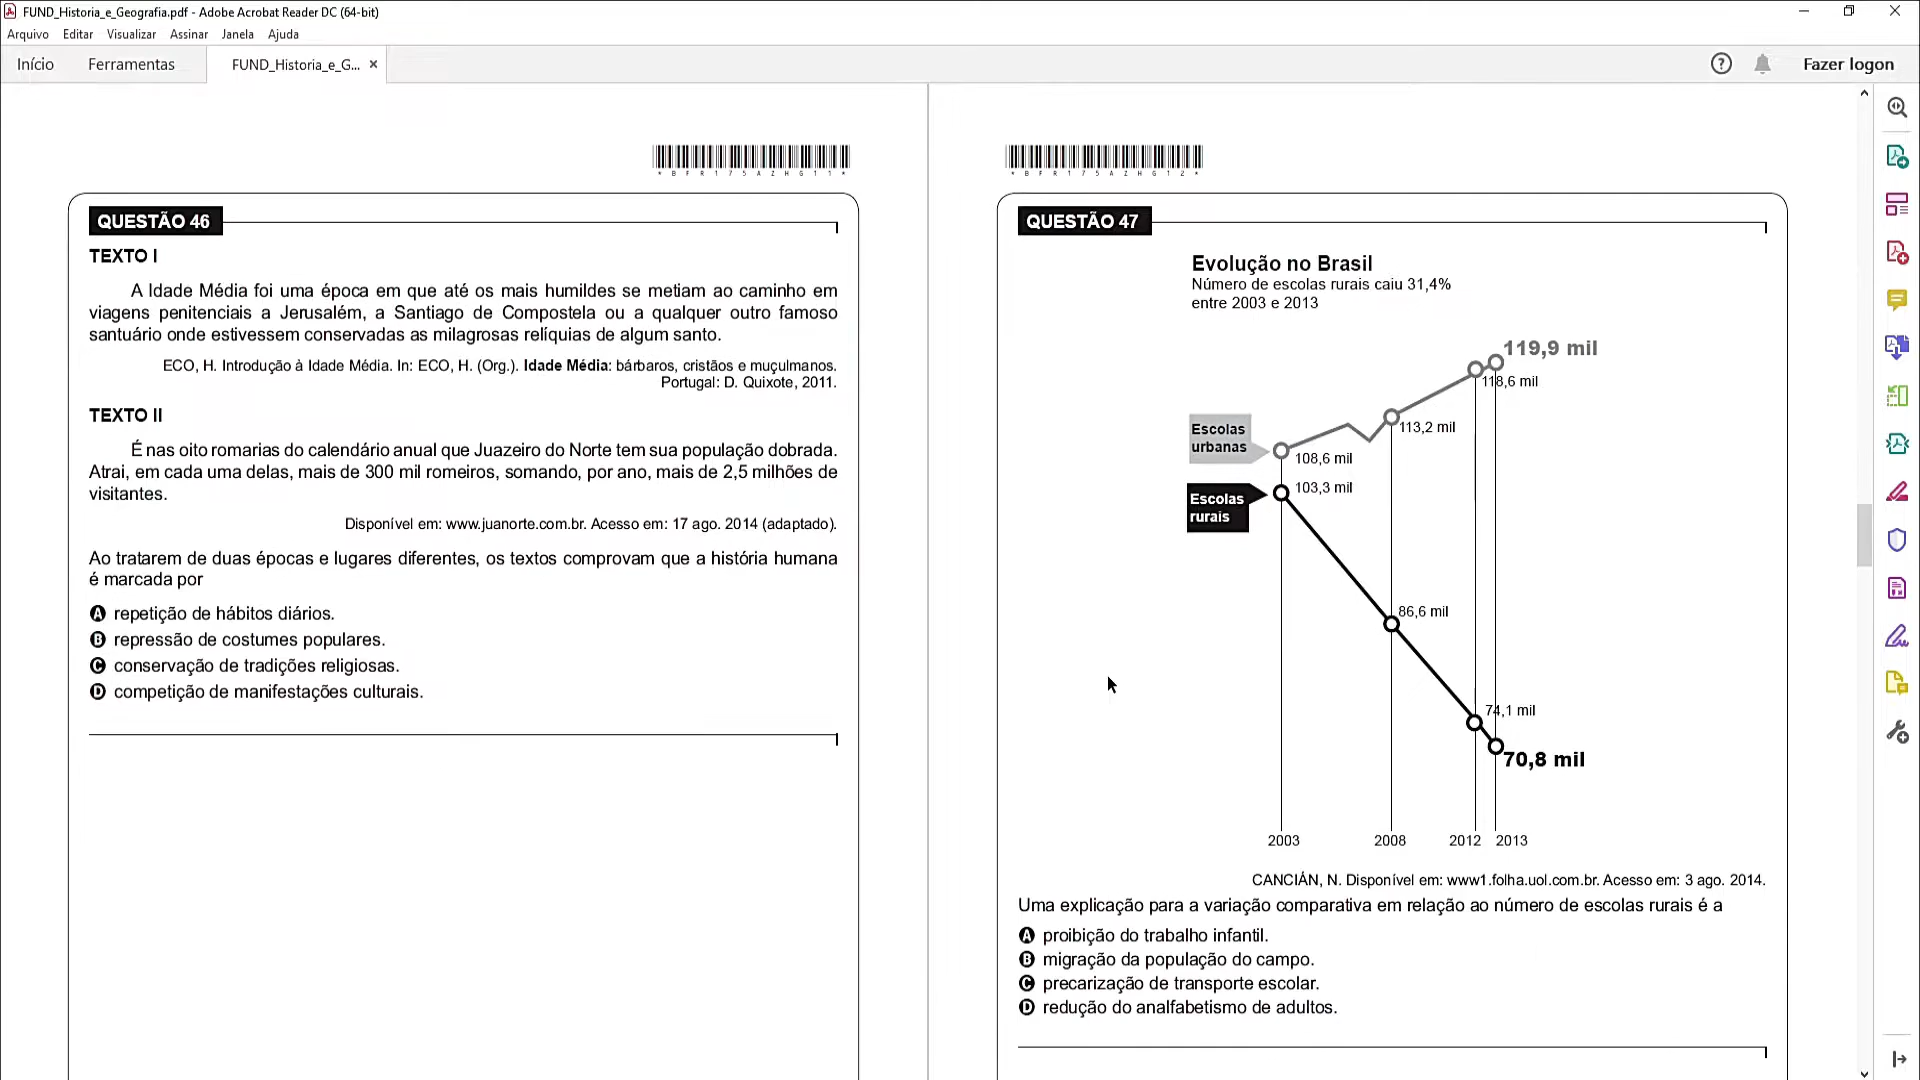 FUND_Historia_e_Geografia.pdf - Adobe Acrobat Reader DC (64-bit)
Arquivo Editar Visualizar Assinar Janela Ajuda
Início Ferramentas FUND_Historia_e_G... × Fazer logon
*BFR175AZHG11*
QUESTÃO 46
TEXTO I
A Idade Média foi uma época em que até os mais humildes se metiam ao caminho em
viagens penitenciais a Jerusalém, a Santiago de Compostela ou a qualquer outro famoso
santuário onde estivessem conservadas as milagrosas relíquias de algum santo.
ECO, H. Introdução à Idade Média. In: ECO, H. (Org.). Idade Média: bárbaros, cristãos e muçulmanos.
Portugal: D. Quixote, 2011.
TEXTO II
É nas oito romarias do calendário anual que Juazeiro do Norte tem sua população dobrada.
Atrai, em cada uma delas, mais de 300 mil romeiros, somando, por ano, mais de 2,5 milhões de
visitantes.
Disponível em: www.juanorte.com.br. Acesso em: 17 ago. 2014 (adaptado).
Ao tratarem de duas épocas e lugares diferentes, os textos comprovam que a história humana
é marcada por
A repetição de hábitos diários.
B repressão de costumes populares.
C conservação de tradições religiosas.
D competição de manifestações culturais.
*BFR175AZHG12*
QUESTÃO 47
Evolução no Brasil
Número de escolas rurais caiu 31,4%
entre 2003 e 2013
119,9 mil
118,6 mil
113,2 mil
Escolas
urbanas
108,6 mil
103,3 mil
Escolas
rurais
86,6 mil
74,1 mil
70,8 mil
2003 2008 2012 2013
CANCIÁN, N. Disponível em: www1.folha.uol.com.br. Acesso em: 3 ago. 2014.
Uma explicação para a variação comparativa em relação ao número de escolas rurais é a
A proibição do trabalho infantil.
B migração da população do campo.
C precarização de transporte escolar.
D redução do analfabetismo de adultos.